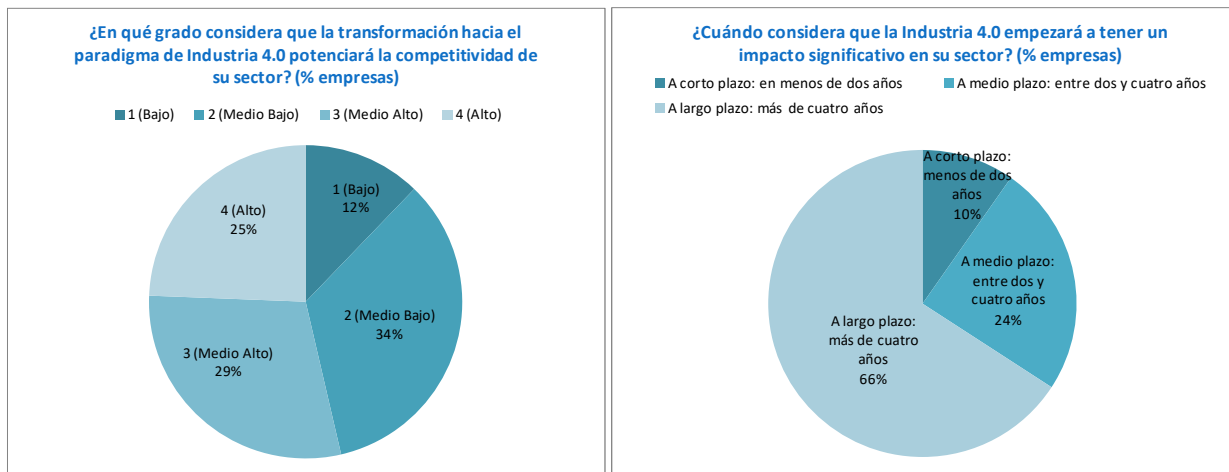 ¿En qué grado considera que la transformación hacia el
paradigma de Industria 4.0 potenciará la competitividad de
su sector? (% empresas)
1 (Bajo) 2 (Medio Bajo) 3 (Medio Alto) 4 (Alto)
1 (Bajo)
12%
4 (Alto)
25%
2 (Medio Bajo)
34%
3 (Medio Alto)
29%
¿Cuándo considera que la Industria 4.0 empezará a tener un
impacto significativo en su sector? (% empresas)
A corto plazo: en menos de dos años A medio plazo: entre dos y cuatro años
A largo plazo: más de cuatro años
A corto plazo:
menos de dos
años
10%
A medio plazo:
entre dos y
cuatro años
24%
A largo plazo:
más de cuatro
años
66%